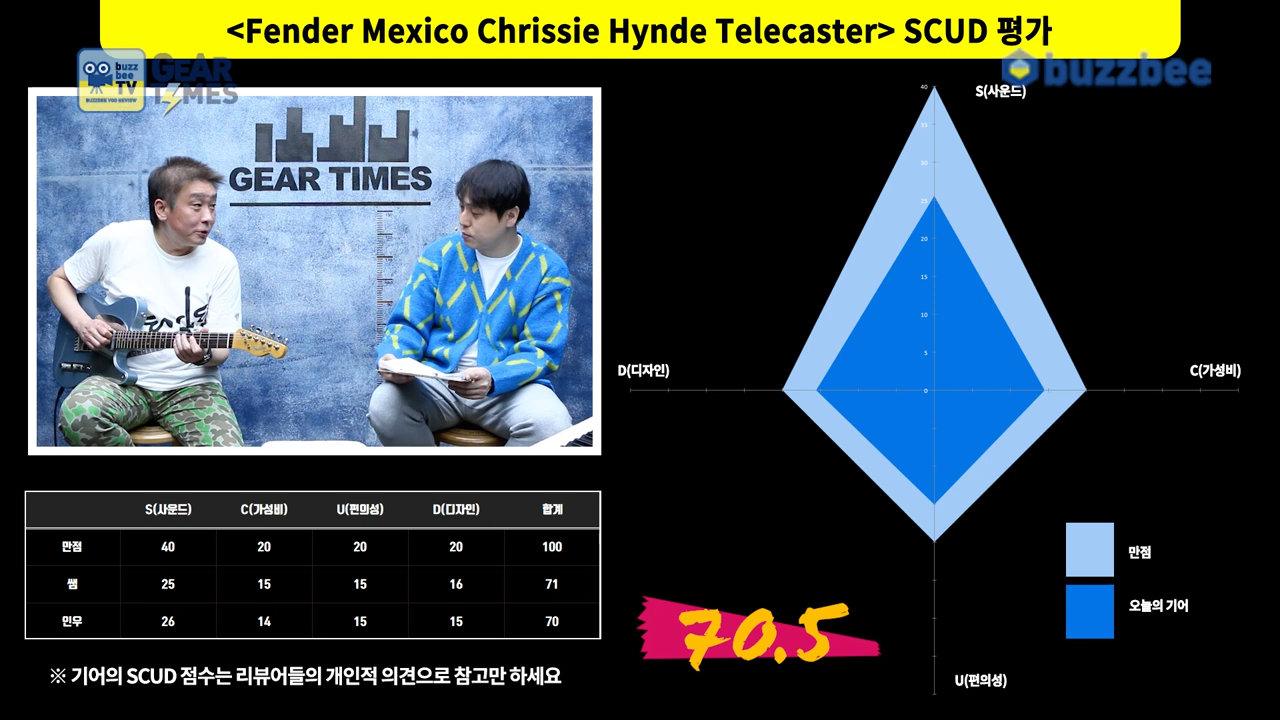 <Fender Mexico Chrissie Hynde Telecaster> SCUD 평가
buzz
bee
TV
BUZZBEE YOU REVIEW
GEAR
TIMES
buzzbee
GEAR TIMES
S(사운드)
40
35
30
25
20
15
10
5
0
D(디자인)
C(가성비)
U(편의성)
만점
오늘의 기어
S(사운드) C(가성비) U(편의성) D(디자인) 합계
만점 40 20 20 20 100
쌤 25 15 15 16 71
민우 26 14 15 15 70
70.5
※ 기어의 SCUD 점수는 리뷰어들의 개인적 의견으로 참고만 하세요